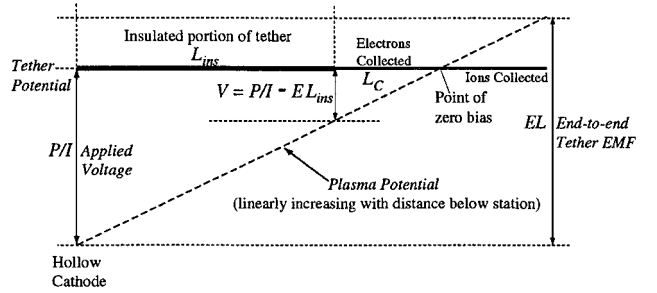 Insulated portion of tether
L_ins
Electrons
Collected
Tether
Potential
L_C
Ions Collected
V = P/I - EL_ins
Point of
zero bias
EL
End-to-end
Tether EMF
P/I
Applied
Voltage
Plasma Potential
(linearly increasing with distance below station)
Hollow
Cathode